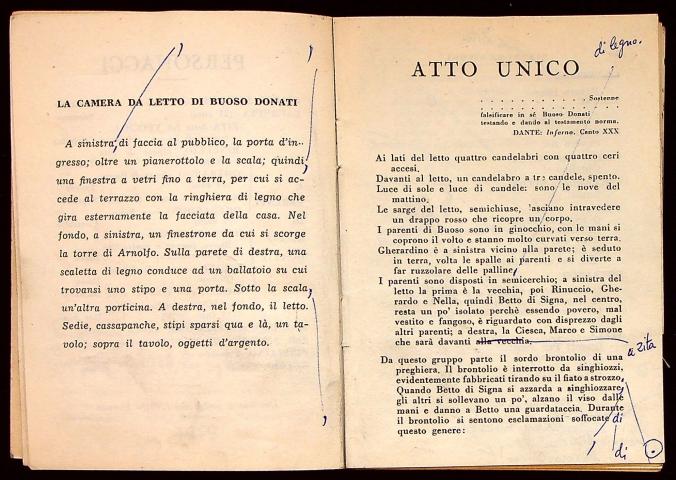 LA CAMERA DA LETTO DI BUOSO DONATI
A sinistra, di faccia al pubblico, la porta d'in-
gresso; oltre un pianerottolo e la scala; quindi
una finestra a vetri fino a terra, per cui si ac-
cede al terrazzo con la ringhiera di legno che
gira esternamente la facciata della casa. Nel
fondo, a sinistra, un finestrone da cui si scorge
la torre di Arnolfo. Sulla parete di destra, una
scaletta di legno conduce ad un ballatoio su cui
trovansi uno stipo e una porta. Sotto la scala
un'altra porticina. A destra, nel fondo, il letto.
Sedie, cassapanche, stipi sparsi qua e là, un ta-
volo; sopra il tavolo, oggetti d'argento.
di legno.
ATTO UNICO
. . . . . . . . . . . Sostenne
. . . . . . . . . . . . . . .
falsificare in sé Buoso Donati
testando e dando al testamento norma.
DANTE: Inferno. Canto XXX
Ai lati del letto quattro candelabri con quattro ceri
accesi.
Davanti al letto, un candelabro a tre candele, spento.
Luce di sole e luce di candele: sono le nove del
mattino.
Le sarge del letto, semichiuse, lasciano intravedere
un drappo rosso che ricopre un corpo.
I parenti di Buoso sono in ginocchio, con le mani si
coprono il volto e stanno molto curvati verso terra.
Gherardino è a sinistra vicino alla parete; è seduto
in terra, volta le spalle ai parenti e si diverte a
far ruzzolare delle palline,
I parenti sono disposti in semicerchio; a sinistra del
letto la prima è la vecchia, poi Rinuccio, Ghe-
rardo e Nella, quindi Betto di Signa, nel centro,
resta un po' isolato perchè essendo povero, mal
vestito e fangoso, è riguardato con disprezzo dagli
altri parenti; a destra, la Ciesca, Marco e Simone
che sarà davanti alla vecchia.
a Zita
Da questo gruppo parte il sordo brontolio di una
preghiera. Il brontolio è interrotto da singhiozzi,
evidentemente fabbricati tirando su il fiato a strozzo.
Quando Betto di Signa si azzarda a singhiozzare,
gli altri si sollevano un po', alzano il viso dalle
mani e danno a Betto una guardataccia. Durante
il brontolio si sentono esclamazioni soffocate di
questo genere:
di